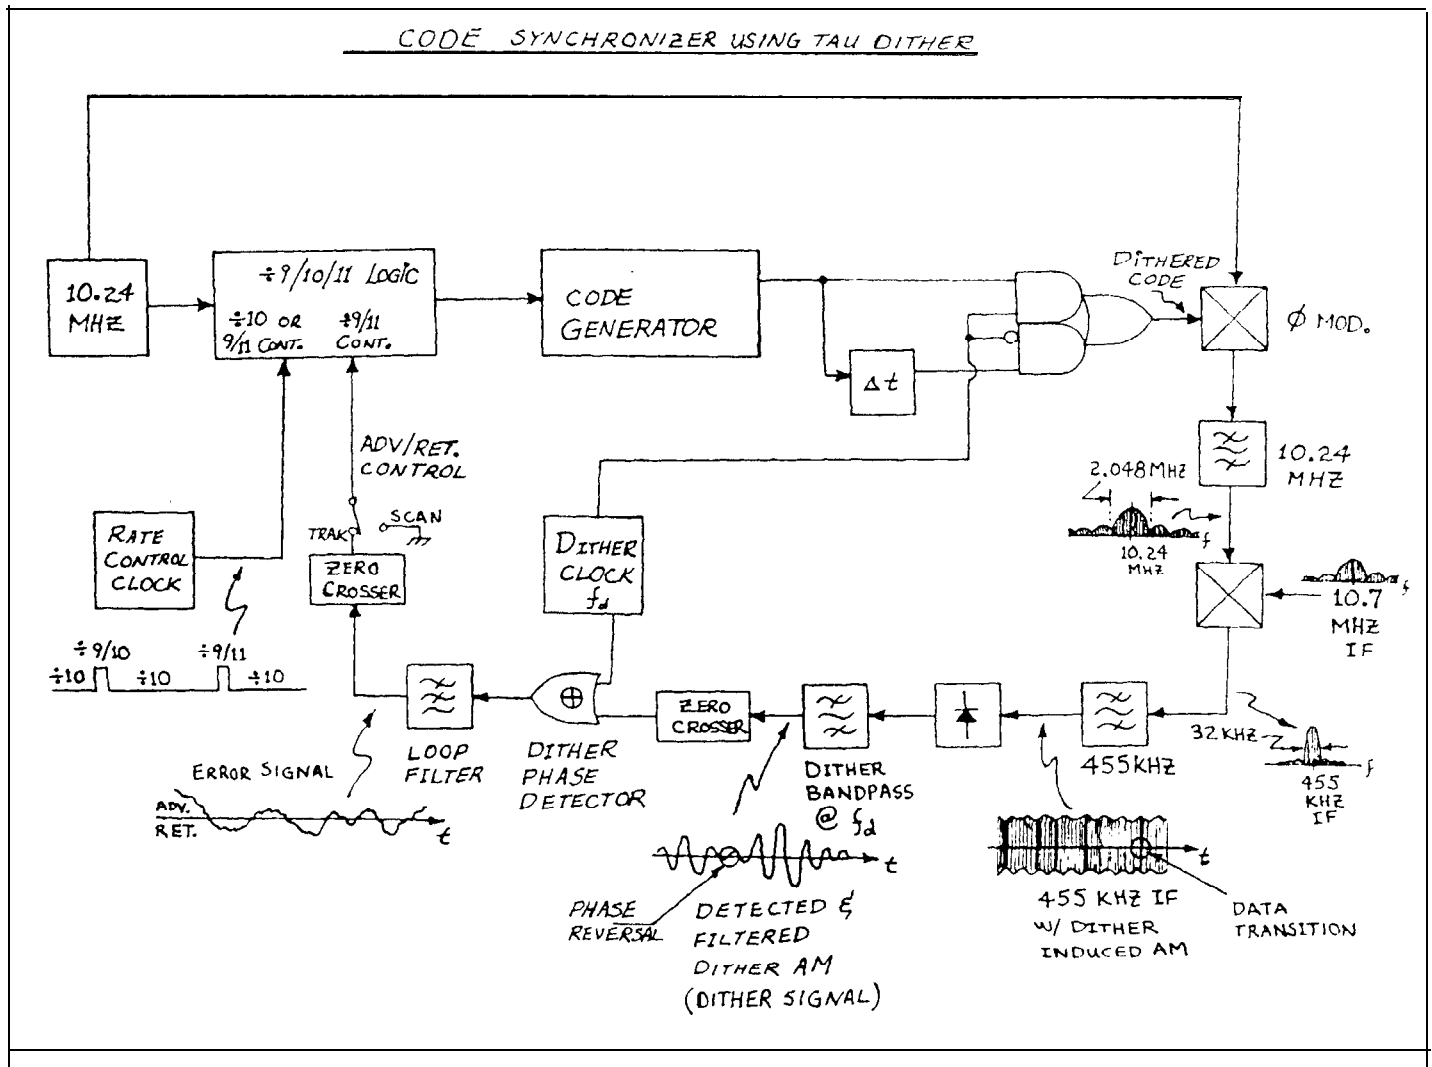 CODE SYNCHRONIZER USING TAU DITHER
10.24
MHZ
÷9/10/11 LOGIC
÷10 OR
9/11 CONT.
÷9/11
CONT.
CODE
GENERATOR
Δt
DITHERED
CODE
φ MOD.
10.24
MHZ
2.048MHZ
f
10.24
MHZ
f
10.7
MHZ
IF
ADV/RET.
CONTROL
TRAK
SCAN
ZERO
CROSSER
RATE
CONTROL
CLOCK
÷10
÷9/10
÷10
÷9/11
÷10
DITHER
CLOCK
fd
LOOP
FILTER
⊕
DITHER
PHASE
DETECTOR
ZERO
CROSSER
DITHER
BANDPASS
@ fd
455KHZ
32KHZ
f
455
KHZ
IF
ERROR SIGNAL
ADV.
RET.
t
t
PHASE
REVERSAL
DETECTED &
FILTERED
DITHER AM
(DITHER SIGNAL)
t
455 KHZ IF
W/ DITHER
INDUCED AM
DATA
TRANSITION